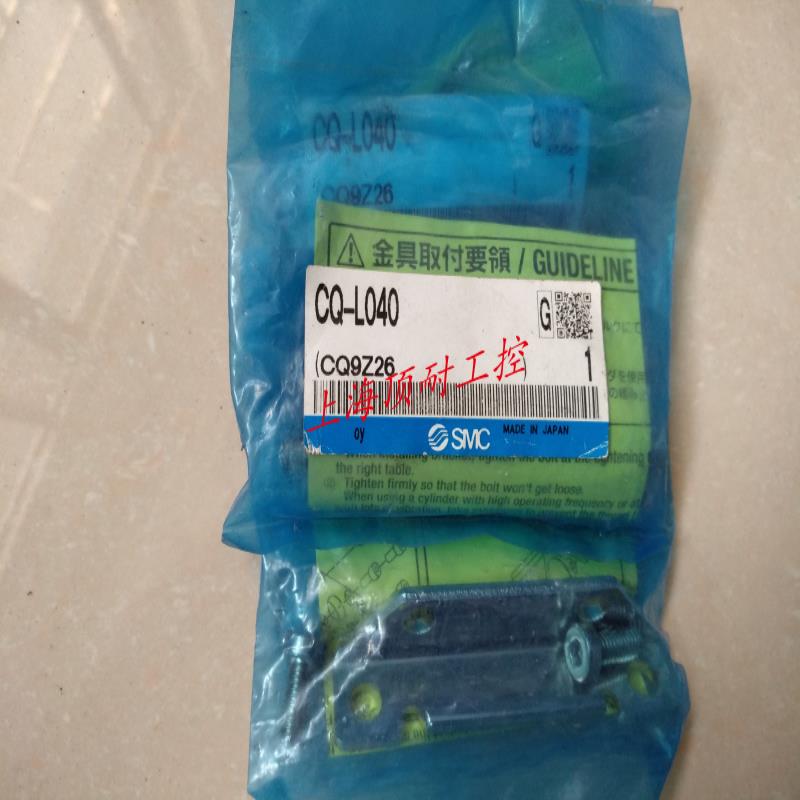 CQ-L040
G
CQ9Z26
1
金具取付要領 / GUIDELINE
CQ-L040
G
(CQ9Z26 )
1
上海顶耐工控
oy
SMC
MADE IN JAPAN
the right table.
Tighten firmly so that the bolt won't get loose.
When using a cylinder with high operating frequency or